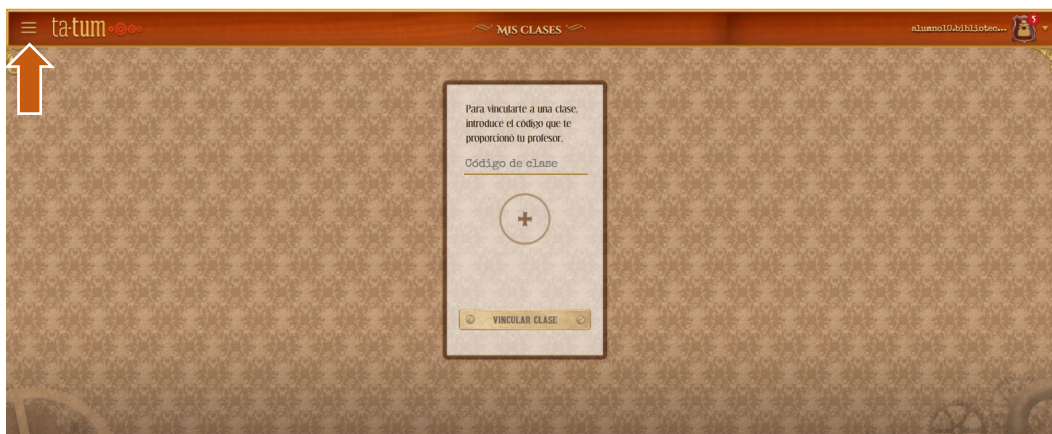 ta-tum
MIS CLASES
alumno10.bibliotec...
5
Para vincularte a una clase,
introduce el código que te
proporcionó tu profesor.
Código de clase
VINCULAR CLASE